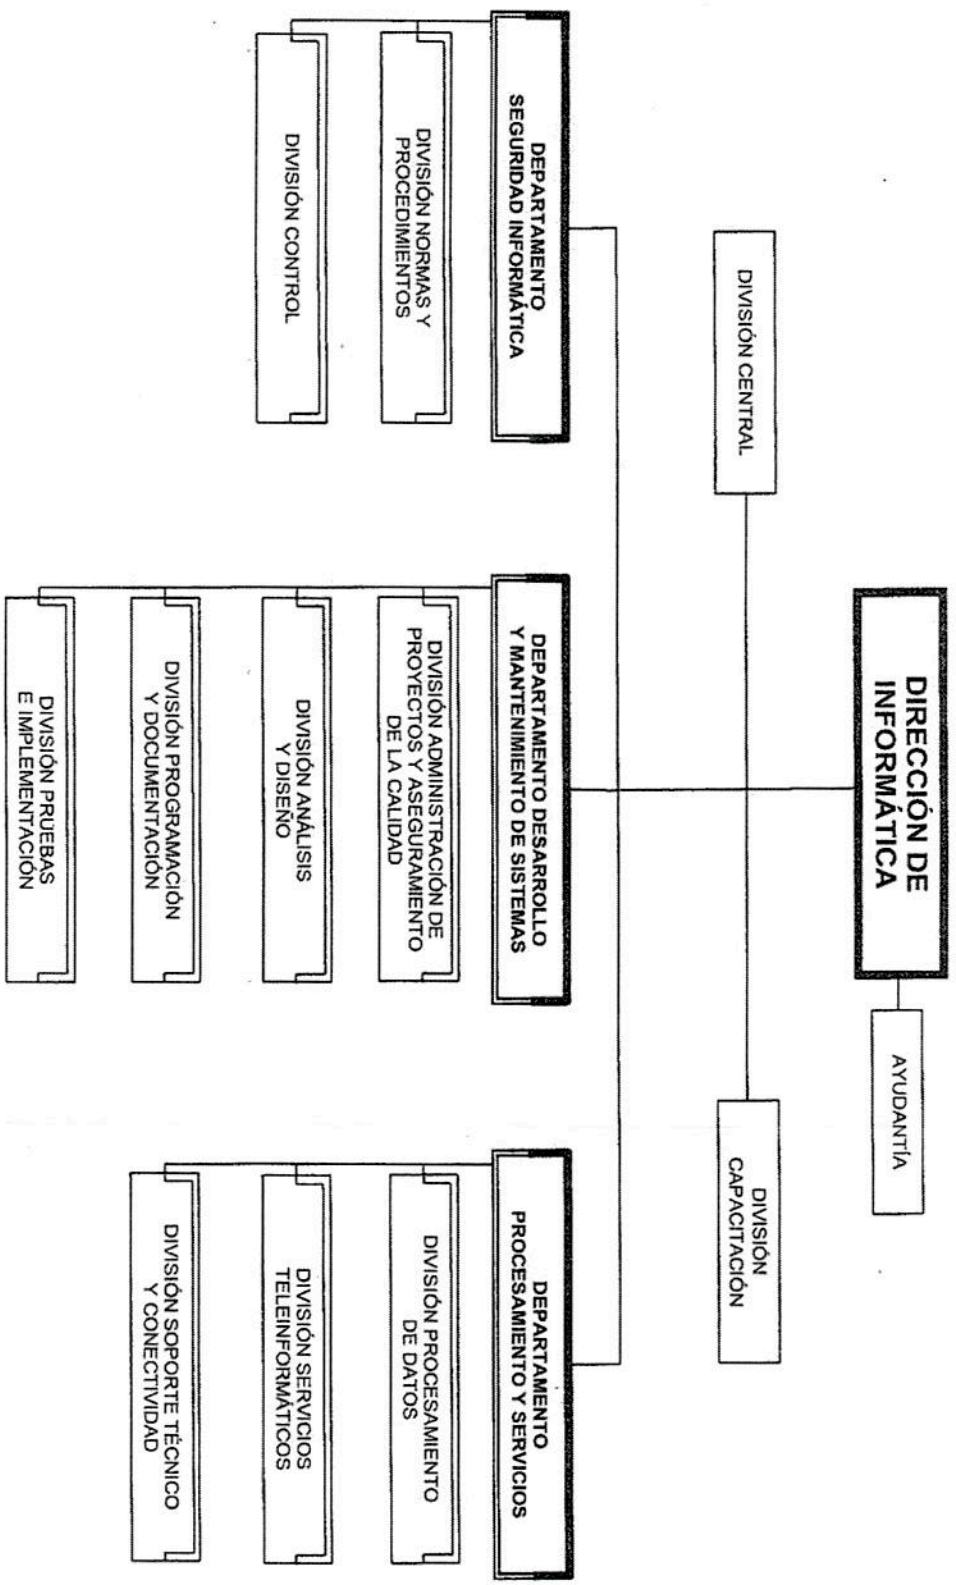 DIRECCIÓN DE
INFORMÁTICA
AYUDANTÍA
DIVISIÓN CENTRAL
DIVISIÓN
CAPACITACIÓN
DEPARTAMENTO
SEGURIDAD INFORMÁTICA
DIVISIÓN NORMAS Y
PROCEDIMIENTOS
DIVISIÓN CONTROL
DEPARTAMENTO DESARROLLO
Y MANTENIMIENTO DE SISTEMAS
DIVISIÓN ADMINISTRACIÓN DE
PROYECTOS Y ASEGURAMIENTO
DE LA CALIDAD
DIVISIÓN ANÁLISIS
Y DISEÑO
DIVISIÓN PROGRAMACIÓN
Y DOCUMENTACIÓN
DIVISIÓN PRUEBAS
E IMPLEMENTACIÓN
DEPARTAMENTO
PROCESAMIENTO Y SERVICIOS
DIVISIÓN PROCESAMIENTO
DE DATOS
DIVISIÓN SERVICIOS
TELEINFORMÁTICOS
DIVISIÓN SOPORTE TÉCNICO
Y CONECTIVIDAD